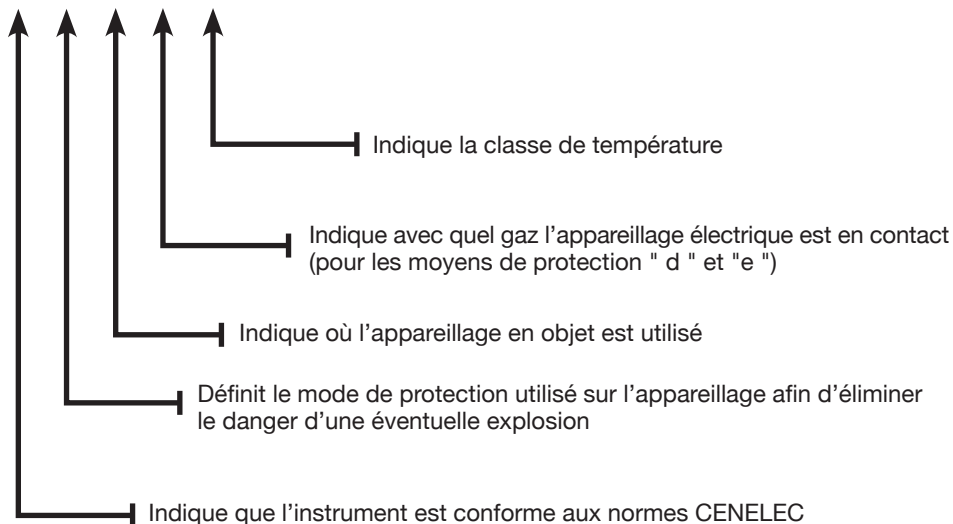 Indique la classe de température
Indique avec quel gaz l'appareillage électrique est en contact
(pour les moyens de protection " d " et "e ")
Indique où l'appareillage en objet est utilisé
Définit le mode de protection utilisé sur l'appareillage afin d'éliminer
le danger d'une éventuelle explosion
Indique que l'instrument est conforme aux normes CENELEC